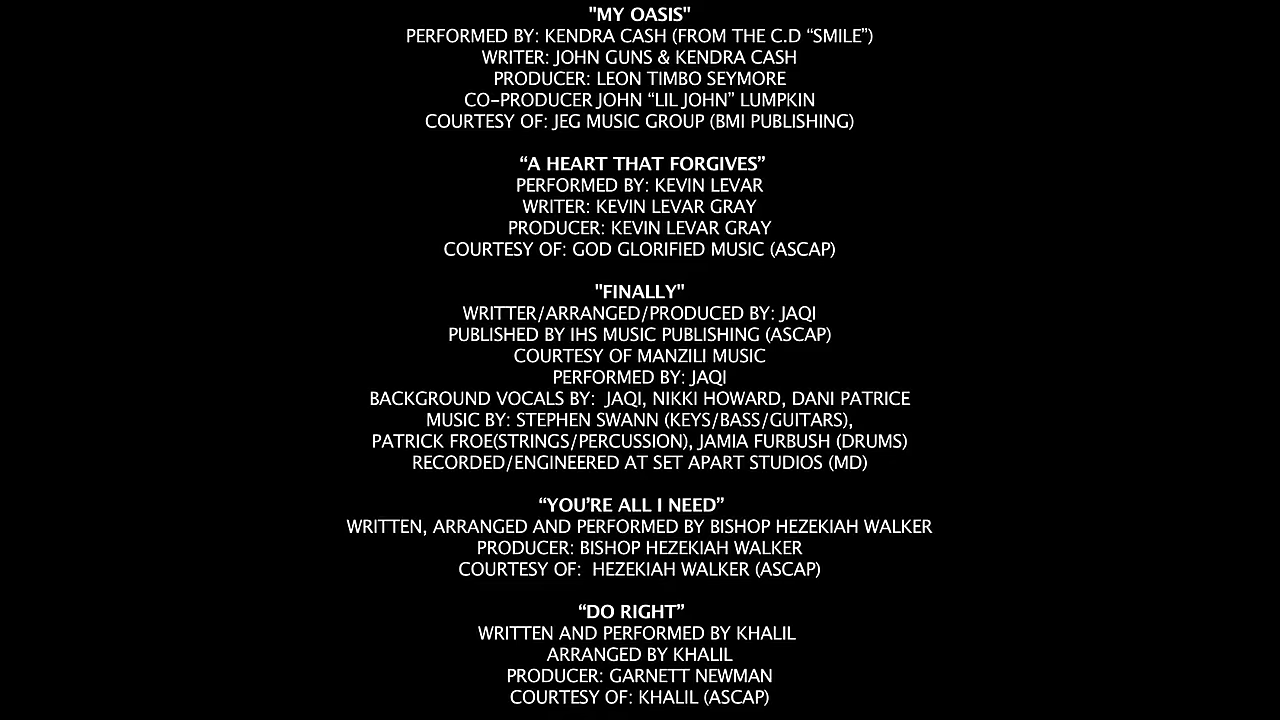 "MY OASIS"
PERFORMED BY: KENDRA CASH (FROM THE C.D “SMILE”)
WRITER: JOHN GUNS & KENDRA CASH
PRODUCER: LEON TIMBO SEYMORE
CO-PRODUCER JOHN “LIL JOHN” LUMPKIN
COURTESY OF: JEG MUSIC GROUP (BMI PUBLISHING)
“A HEART THAT FORGIVES”
PERFORMED BY: KEVIN LEVAR
WRITER: KEVIN LEVAR GRAY
PRODUCER: KEVIN LEVAR GRAY
COURTESY OF: GOD GLORIFIED MUSIC (ASCAP)
"FINALLY"
WRITTER/ARRANGED/PRODUCED BY: JAQI
PUBLISHED BY IHS MUSIC PUBLISHING (ASCAP)
COURTESY OF MANZILI MUSIC
PERFORMED BY: JAQI
BACKGROUND VOCALS BY:  JAQI, NIKKI HOWARD, DANI PATRICE
MUSIC BY: STEPHEN SWANN (KEYS/BASS/GUITARS),
PATRICK FROE(STRINGS/PERCUSSION), JAMIA FURBUSH (DRUMS)
RECORDED/ENGINEERED AT SET APART STUDIOS (MD)
“YOU’RE ALL I NEED”
WRITTEN, ARRANGED AND PERFORMED BY BISHOP HEZEKIAH WALKER
PRODUCER: BISHOP HEZEKIAH WALKER
COURTESY OF:  HEZEKIAH WALKER (ASCAP)
“DO RIGHT”
WRITTEN AND PERFORMED BY KHALIL
ARRANGED BY KHALIL
PRODUCER: GARNETT NEWMAN
COURTESY OF: KHALIL (ASCAP)